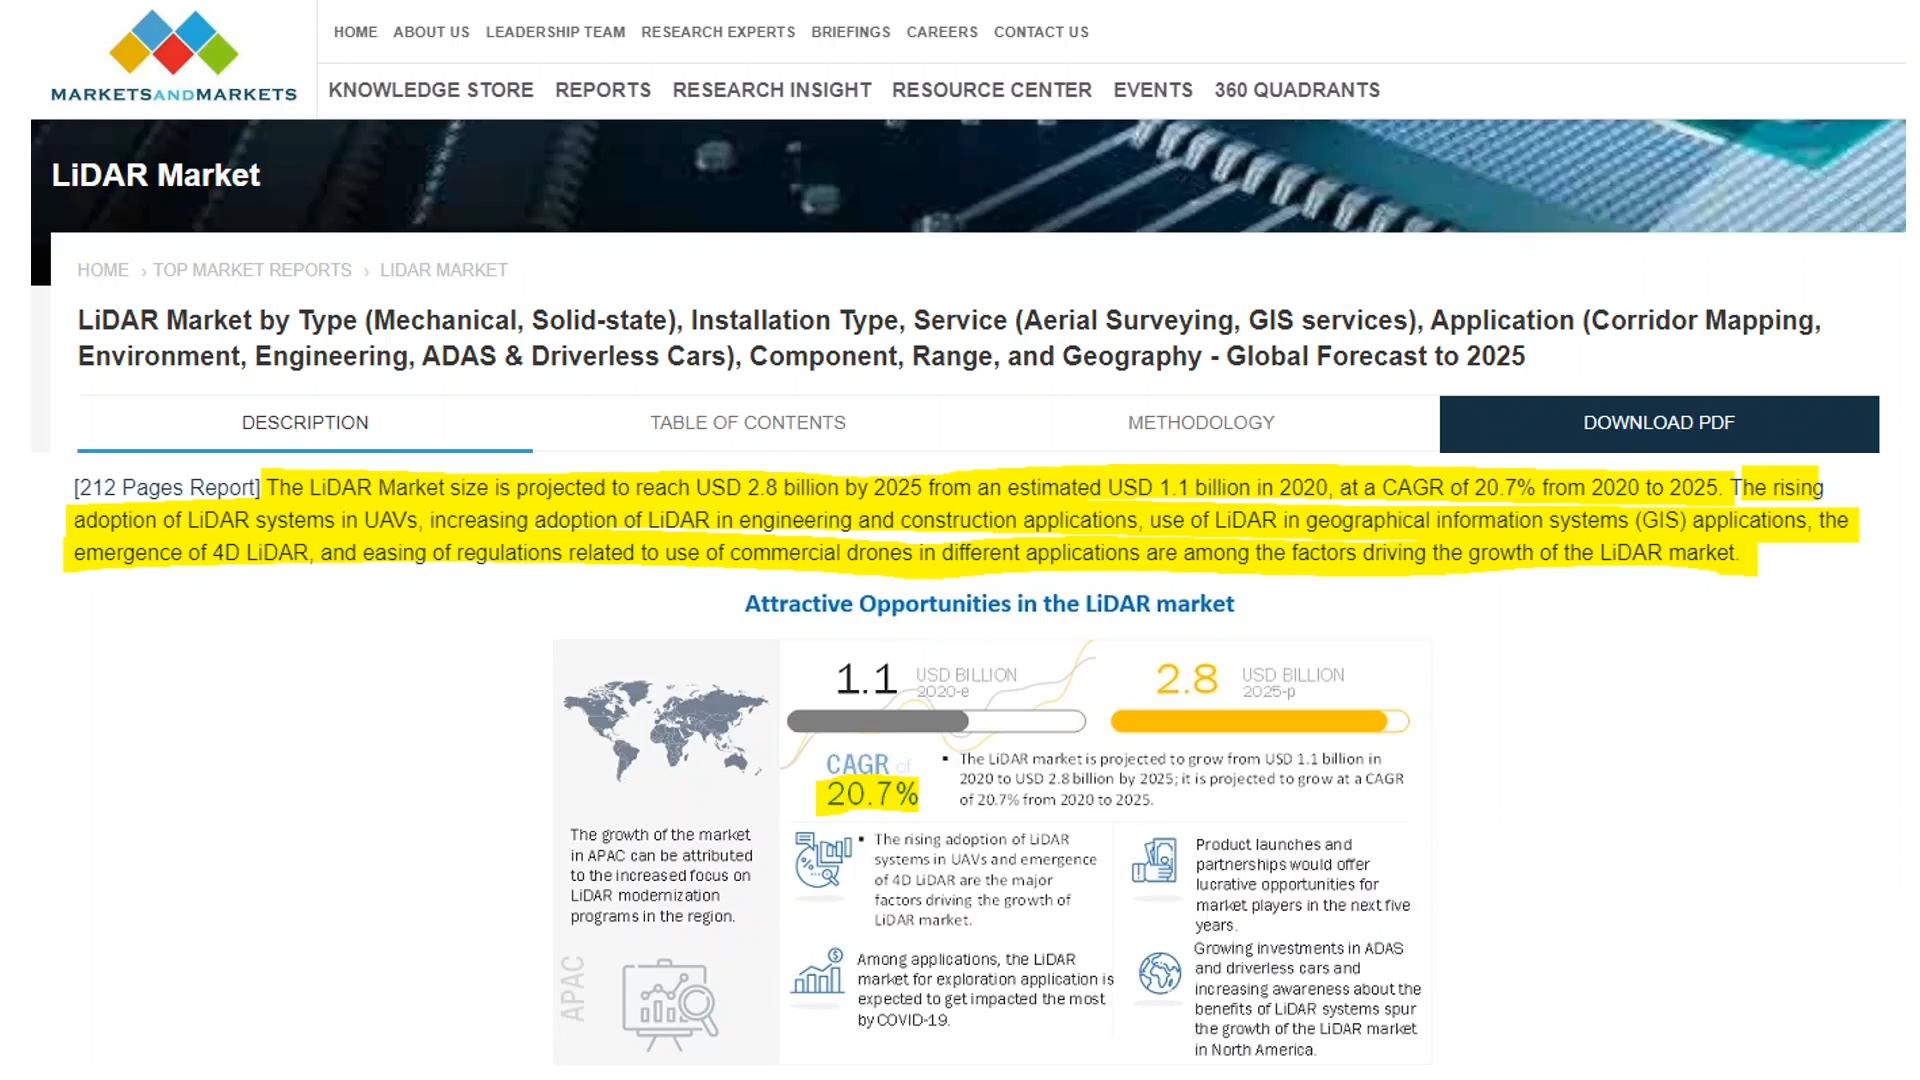 HOME ABOUT US LEADERSHIP TEAM RESEARCH EXPERTS BRIEFINGS CAREERS CONTACT US
MARKETSANDMARKETS
KNOWLEDGE STORE REPORTS RESEARCH INSIGHT RESOURCE CENTER EVENTS 360 QUADRANTS
LiDAR Market
HOME › TOP MARKET REPORTS › LIDAR MARKET
LiDAR Market by Type (Mechanical, Solid-state), Installation Type, Service (Aerial Surveying, GIS services), Application (Corridor Mapping,
Environment, Engineering, ADAS & Driverless Cars), Component, Range, and Geography - Global Forecast to 2025
DESCRIPTION TABLE OF CONTENTS METHODOLOGY DOWNLOAD PDF
[212 Pages Report] The LiDAR Market size is projected to reach USD 2.8 billion by 2025 from an estimated USD 1.1 billion in 2020, at a CAGR of 20.7% from 2020 to 2025. The rising
adoption of LiDAR systems in UAVs, increasing adoption of LiDAR in engineering and construction applications, use of LiDAR in geographical information systems (GIS) applications, the
emergence of 4D LiDAR, and easing of regulations related to use of commercial drones in different applications are among the factors driving the growth of the LiDAR market.
Attractive Opportunities in the LiDAR market
1.1 USD BILLION
2020-e
2.8 USD BILLION
2025-p
CAGR of
20.7%
▪ The LiDAR market is projected to grow from USD 1.1 billion in
2020 to USD 2.8 billion by 2025; it is projected to grow at a CAGR
of 20.7% from 2020 to 2025.
The growth of the market
in APAC can be attributed
to the increased focus on
LiDAR modernization
programs in the region.
APAC
▪ The rising adoption of LiDAR
systems in UAVs and emergence
of 4D LiDAR are the major
factors driving the growth of
LiDAR market.
Product launches and
partnerships would offer
lucrative opportunities for
market players in the next five
years.
Among applications, the LiDAR
market for exploration application is
expected to get impacted the most
by COVID-19.
Growing investments in ADAS
and driverless cars and
increasing awareness about the
benefits of LiDAR systems spur
the growth of the LiDAR market
in North America.